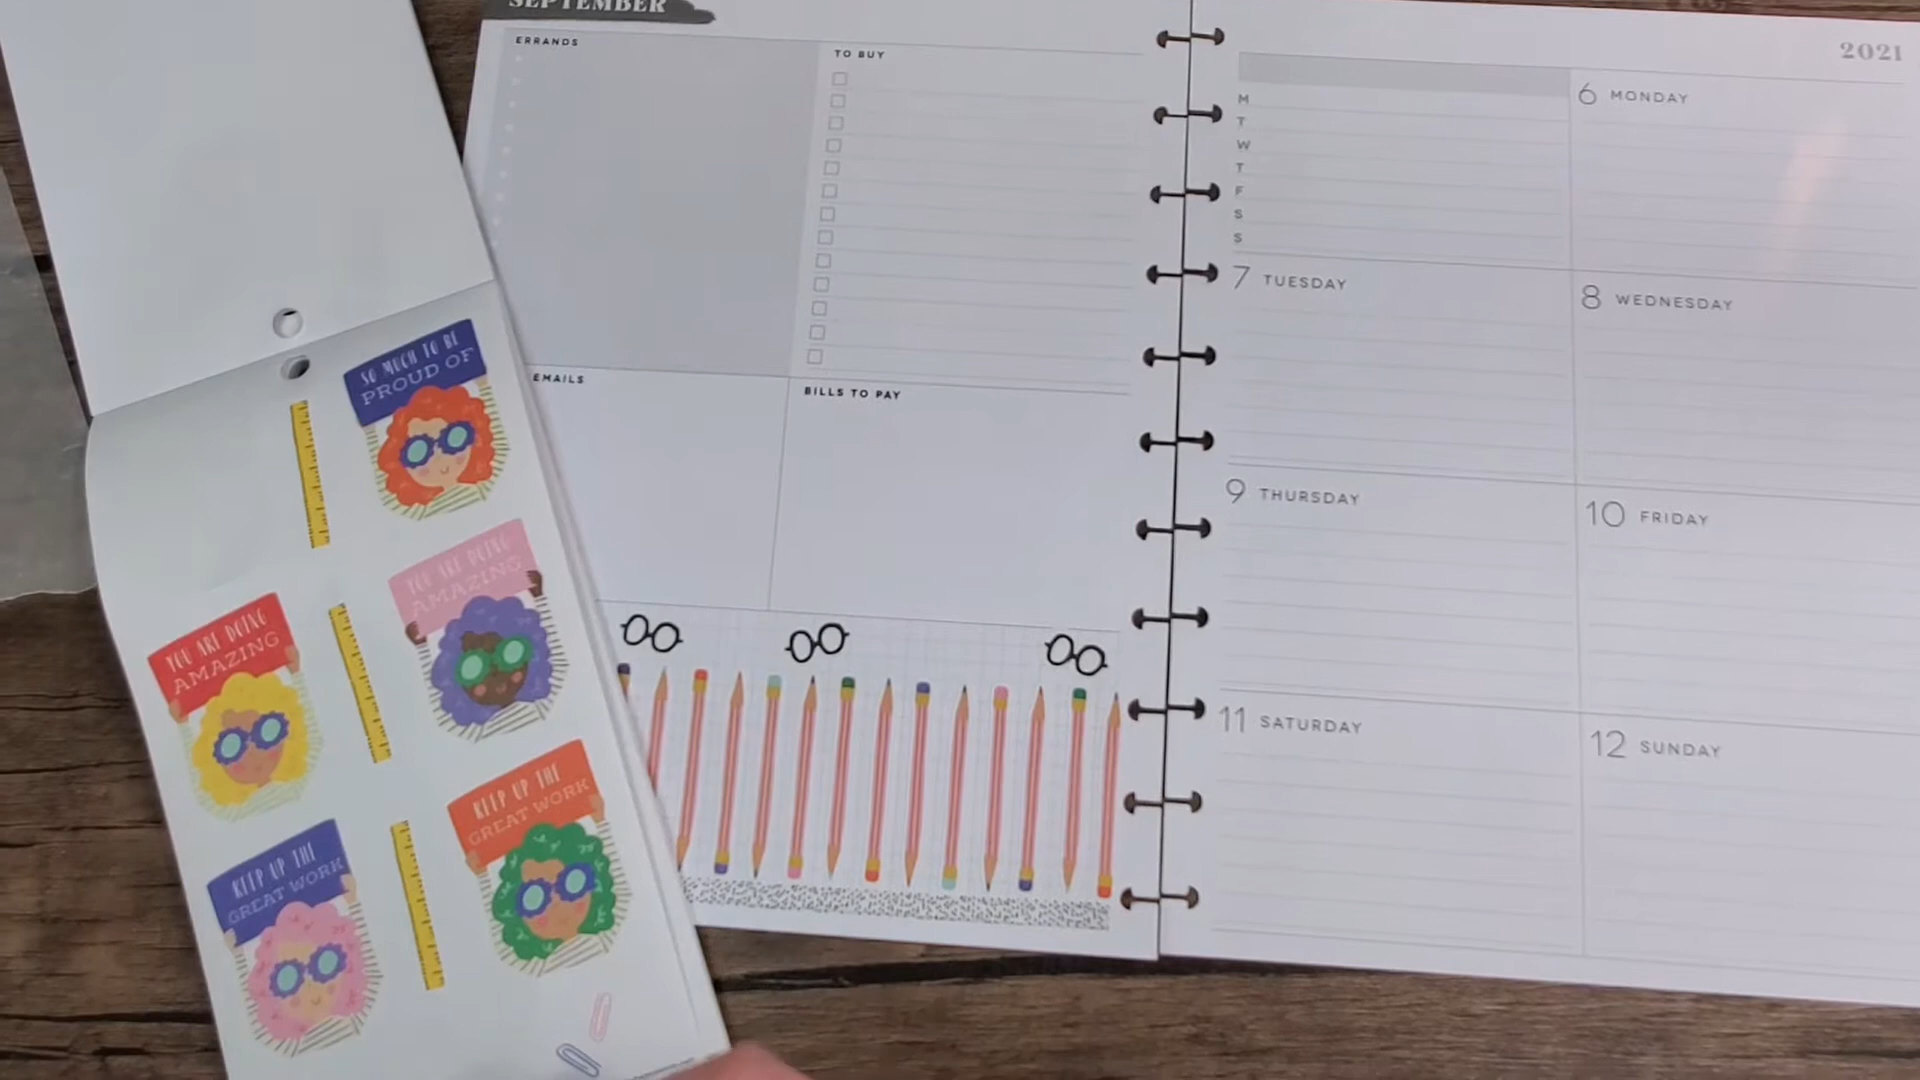 SEPTEMBER
ERRANDS
TO BUY
EMAILS
BILLS TO PAY
2021
M
T
W
T
F
S
S
6 MONDAY
7 TUESDAY
8 WEDNESDAY
9 THURSDAY
10 FRIDAY
11 SATURDAY
12 SUNDAY
SO MUCH TO BE
PROUD OF
YOU ARE DOING
AMAZING
YOU ARE DOING
AMAZING
KEEP UP THE
GREAT WORK
KEEP UP THE
GREAT WORK